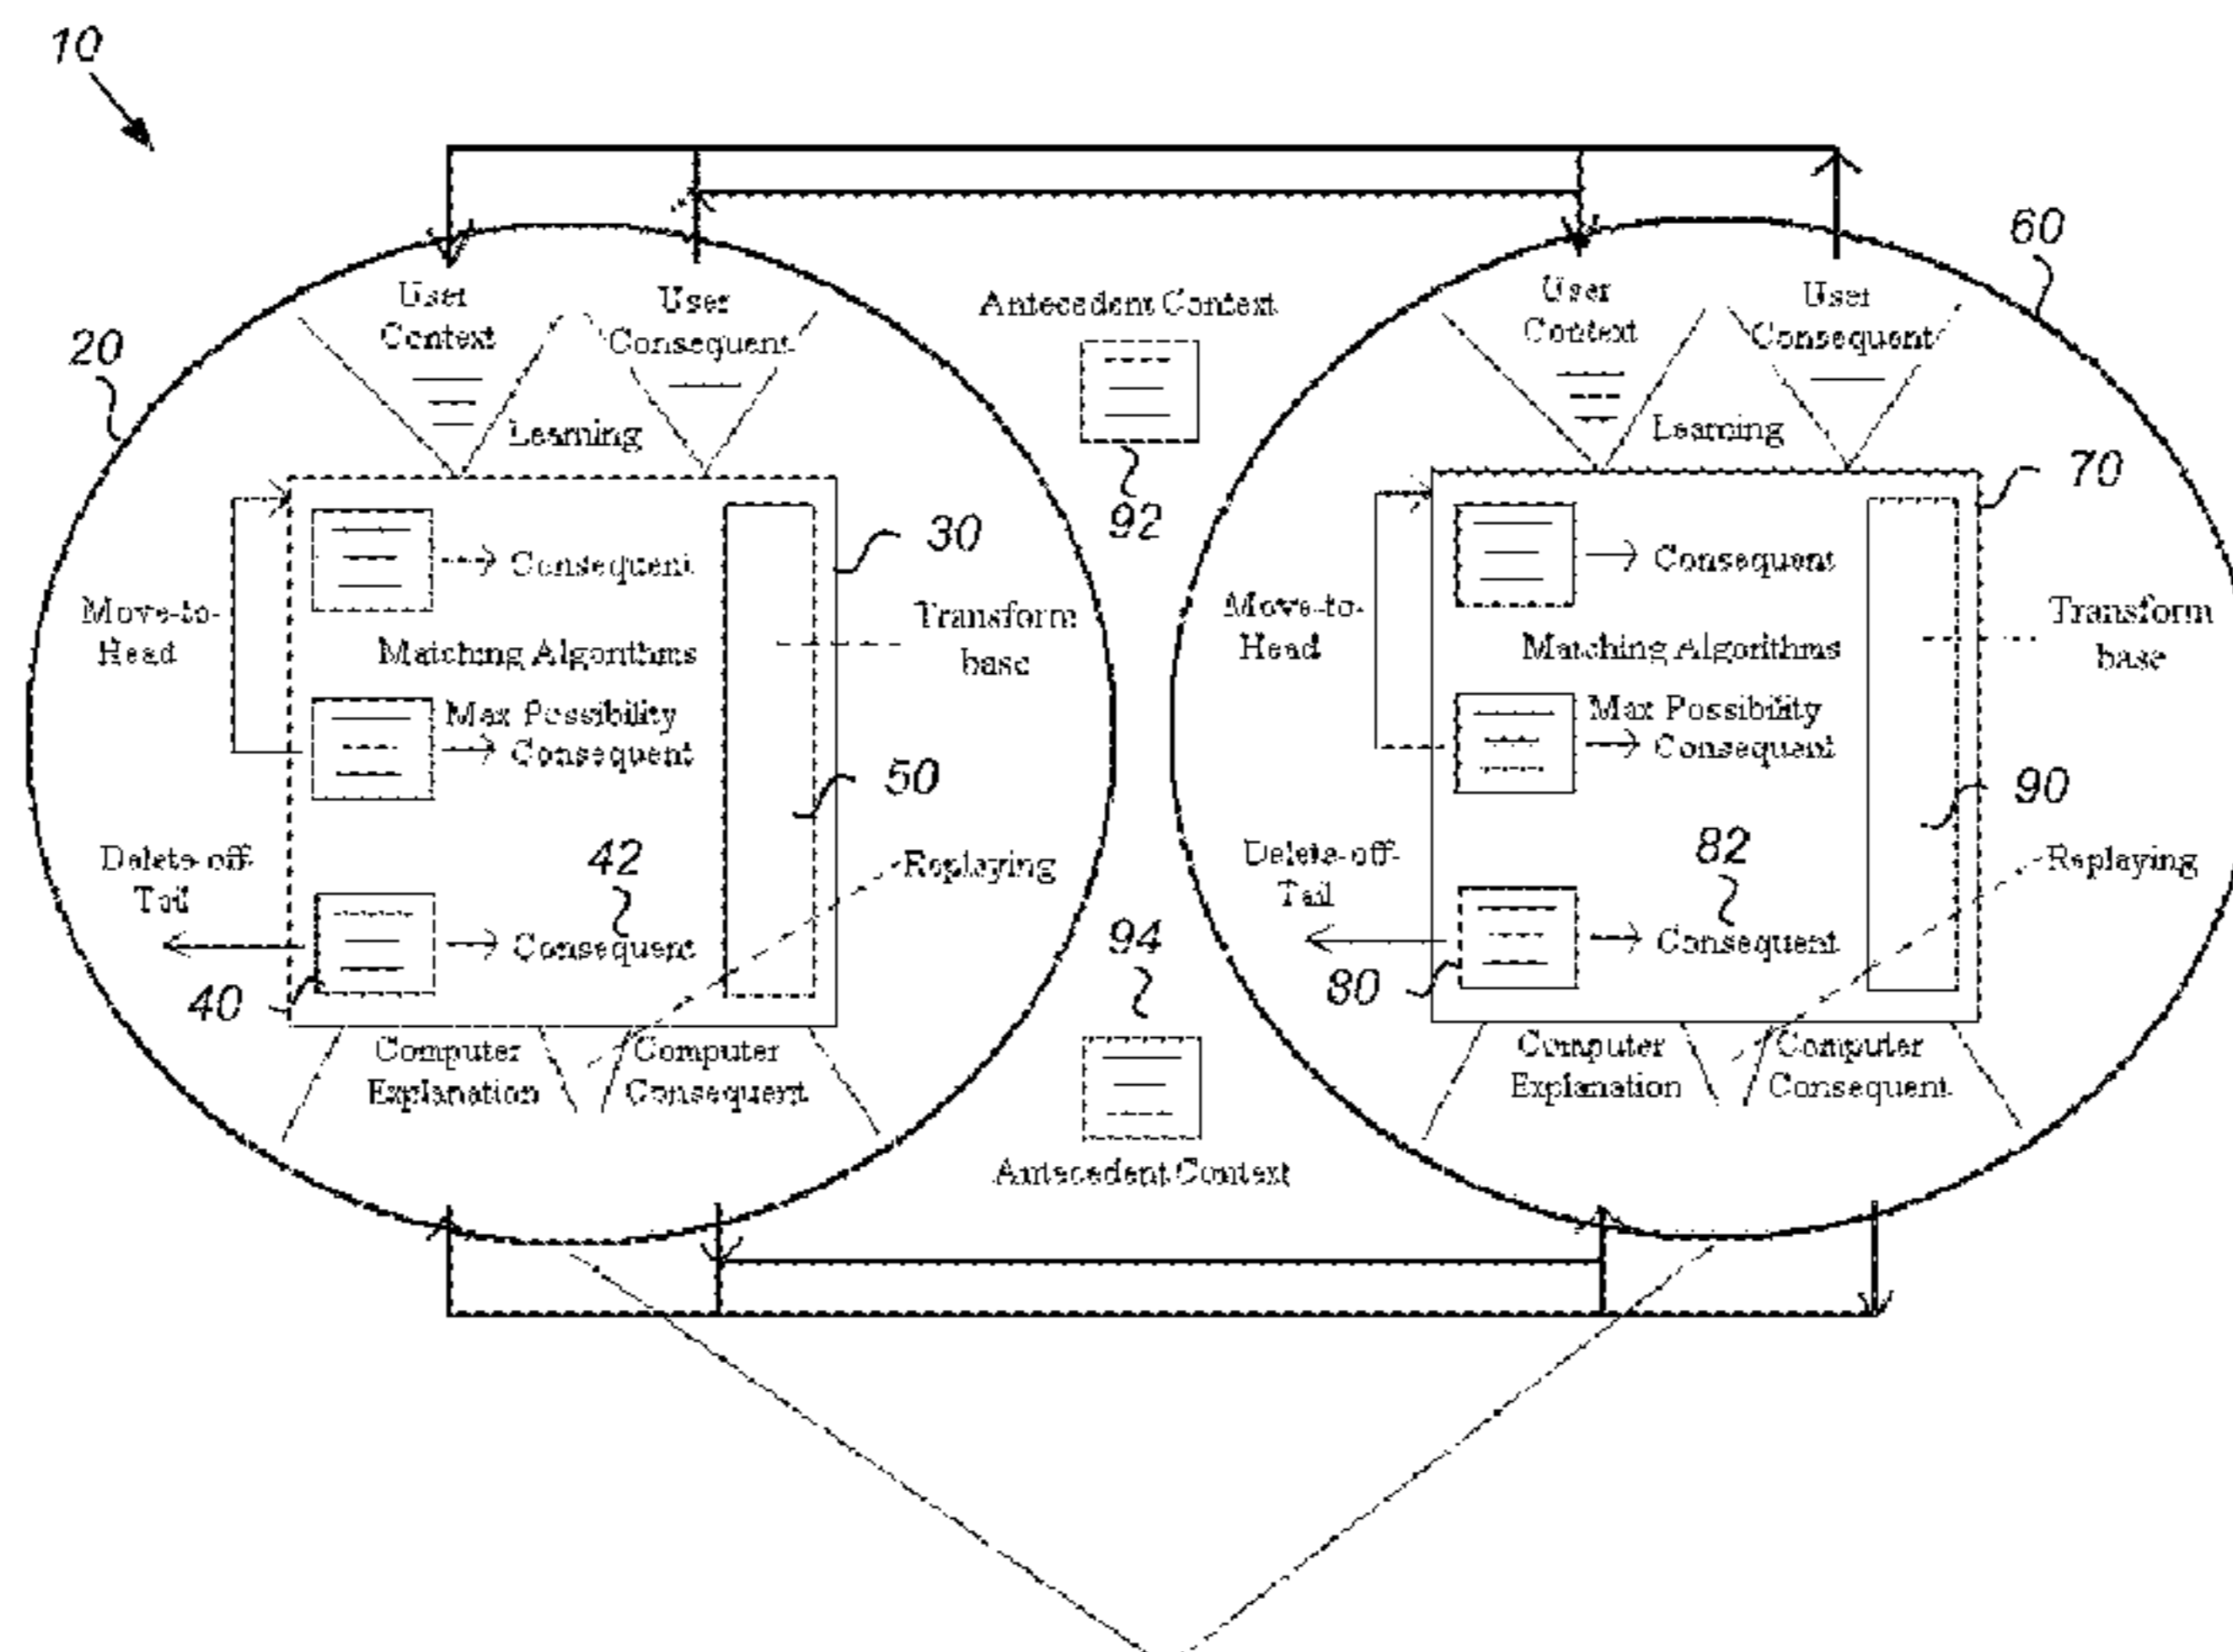 10
60
20
User
Context
User
Consequent
Learning
Antecedent Context
92
User
Context
User
Consequent
Learning
70
30
Consequent
Move-to-
Head
Matching Algorithms
Transform
base
Max Possibility
Consequent
50
Delete-off-
Tail
42
Replaying
Consequent
40
Computer
Explanation
Computer
Consequent
Consequent
Move-to-
Head
Matching Algorithms
Transform
base
Max Possibility
Consequent
90
Delete-off-
Tail
82
Replaying
Consequent
80
Computer
Explanation
Computer
Consequent
94
Antecedent Context